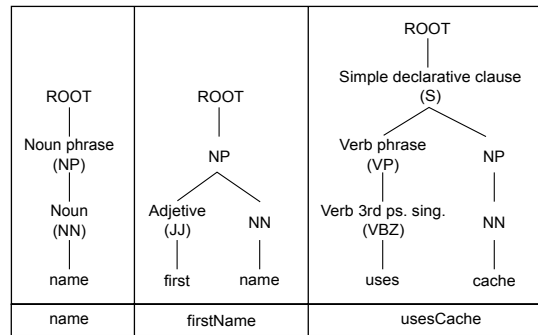 ROOT
Noun phrase
(NP)
Noun
(NN)
name
name
ROOT
NP
Adjetive
(JJ)
NN
first name
firstName
ROOT
Simple declarative clause
(S)
Verb phrase
(VP)
NP
Verb 3rd ps. sing.
(VBZ)
NN
uses cache
usesCache